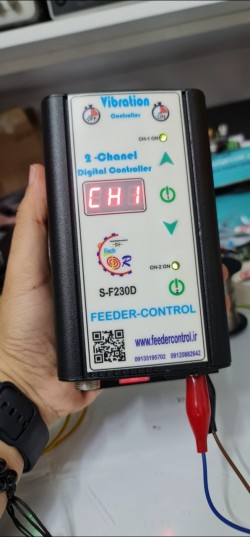 Vibration
Controller
CH-1 ON
2 -Chanel
Digital Controller
CH1
CH-2 ON
S-F230D
FEEDER-CONTROL
www.feedercontrol.ir
09120882642